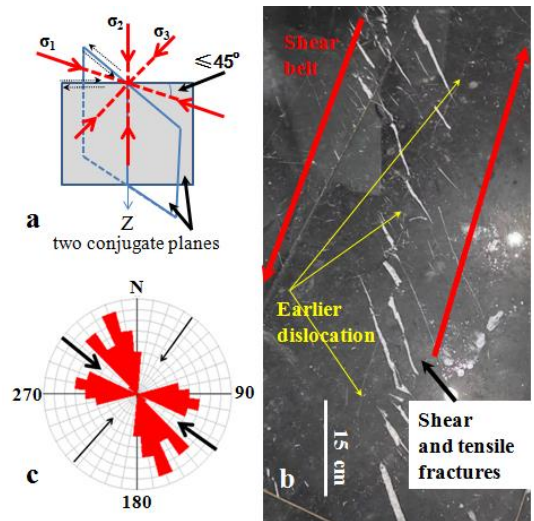 σ₂
σ₃
σ₁
≤45°
a
Z
two conjugate planes
N
270
90
c
180
Shear
belt
Earlier
dislocation
15 cm
b
Shear
and tensile
fractures